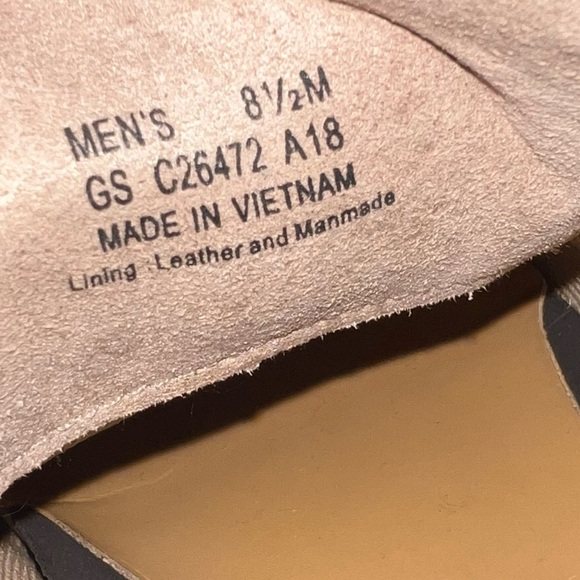 MEN'S 8½M
GS C26472 A18
MADE IN VIETNAM
Lining : Leather and Manmade